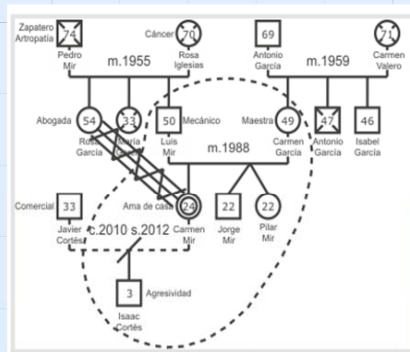 Zapatero
Artropatía
74
Pedro
Mir
m.1955
Cáncer
70
Rosa
Iglesias
69
Antonio
García
m.1959
71
Carmen
Valero
Abogada
54
Rosa
García
33
María
García
50
Mecánico
Luis
Mir
m.1988
Maestra
49
Carmen
García
47
Antonio
García
46
Isabel
García
Comercial
33
Javier
Cortés
c.2010 s.2012
Ama de casa
24
Carmen
Mir
22
Jorge
Mir
22
Pilar
Mir
3
Agresividad
Isaac
Cortés